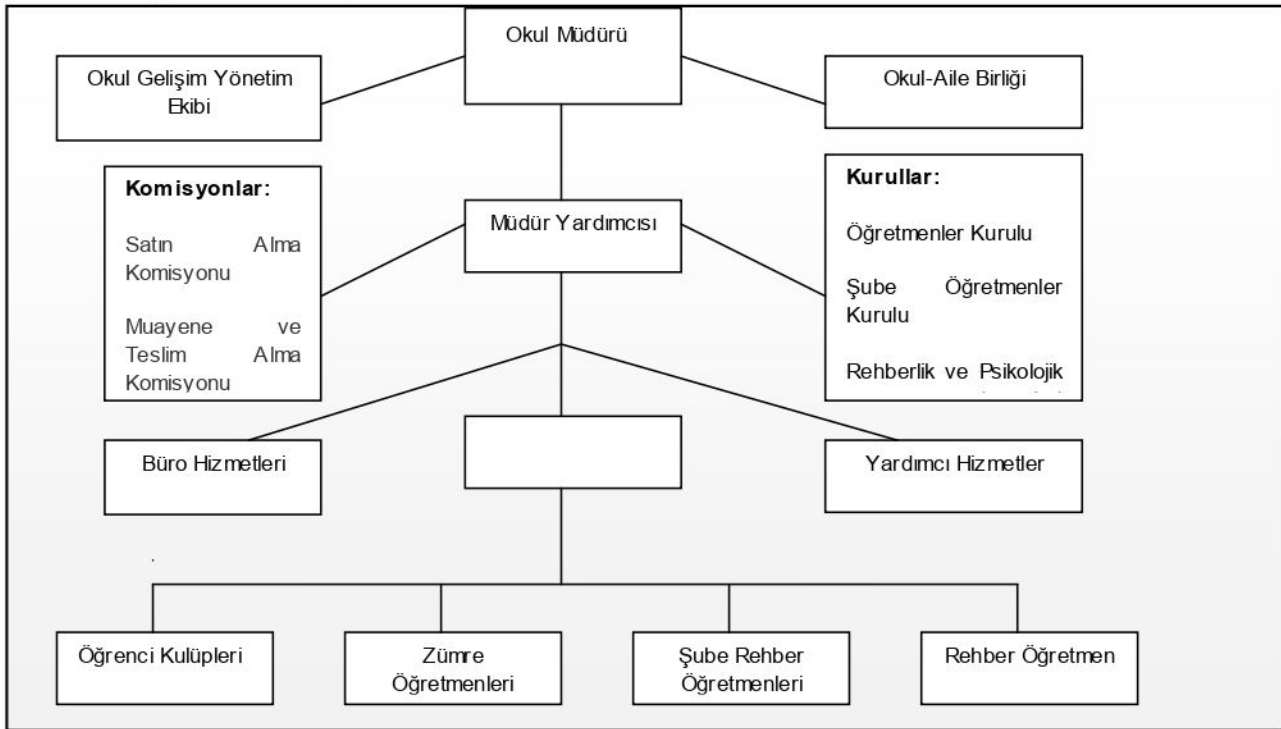 Okul Müdürü
Okul Gelişim Yönetim
Ekibi
Okul-Aile Birliği
Komisyonlar:
Satın Alma
Komisyonu
Muayene ve
Teslim Alma
Komisyonu
Müdür Yardımcısı
Kurullar:
Öğretmenler Kurulu
Şube Öğretmenler
Kurulu
Rehberlik ve Psikolojik
Büro Hizmetleri
Yardımcı Hizmetler
Öğrenci Kulüpleri
Zümre
Öğretmenleri
Şube Rehber
Öğretmenleri
Rehber Öğretmen